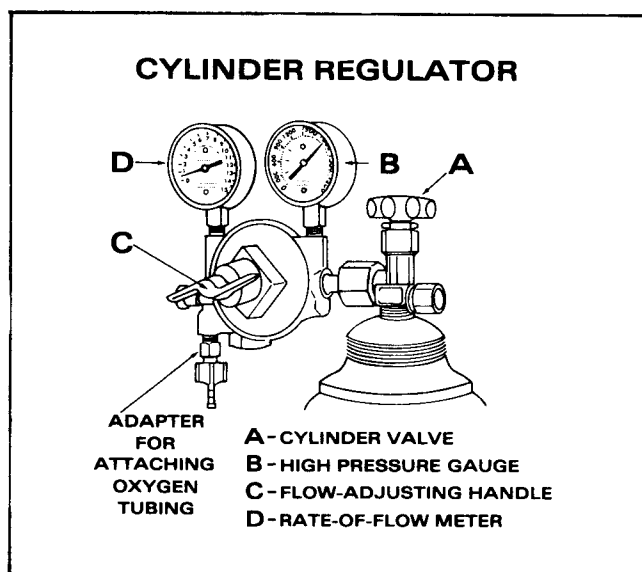 CYLINDER REGULATOR
D
B
A
C
ADAPTER
FOR
ATTACHING
OXYGEN
TUBING
A-CYLINDER VALVE
B-HIGH PRESSURE GAUGE
C-FLOW-ADJUSTING HANDLE
D-RATE-OF-FLOW METER